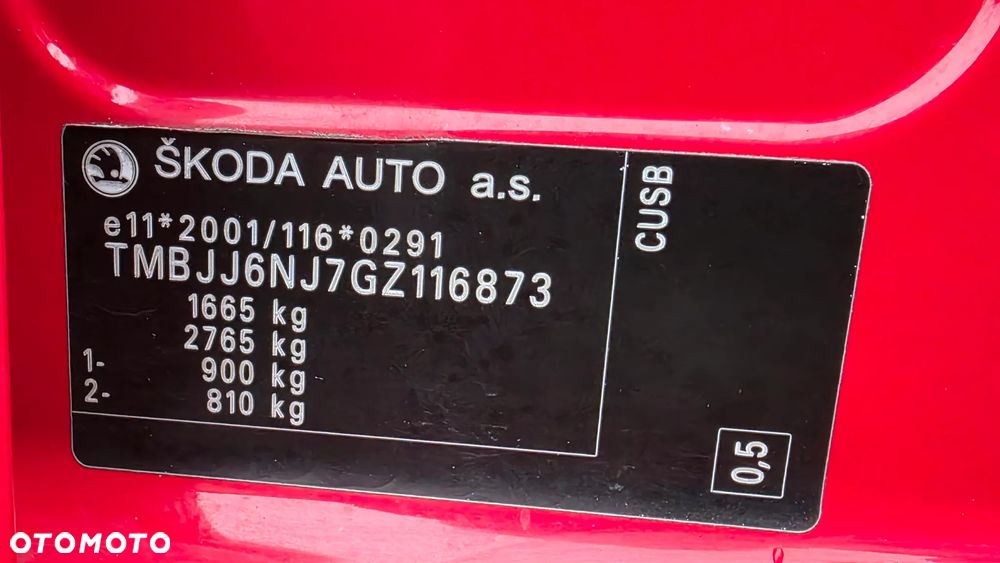 ŠKODA AUTO a.s.
e11*2001/116*0291
TMBJJ6NJ7GZ116873
1665 kg
2765 kg
1- 900 kg
2- 810 kg
CUSB
0,5
OTOMOTO